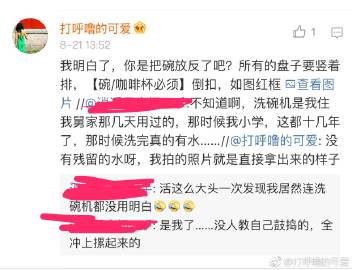 打呼噜的可爱
8-21 13:52
我明白了，你是把碗放反了吧？所有的盘子要竖着
排，【碗/咖啡杯必须】倒扣，如图红框 查看图
片 //@ 不知道啊，洗碗机是我住
我舅家那几天用过的，那时候我小学，这都十几年
了，那时候洗完真的有水……//@打呼噜的可爱: 没
有残留的水呀，我拍的照片就是直接拿出来的样子
: 活这么大头一次发现我居然连洗
碗机都没用明白
: 是我了……没人教自己鼓捣的，全
冲上摞起来的
@打呼噜的可爱